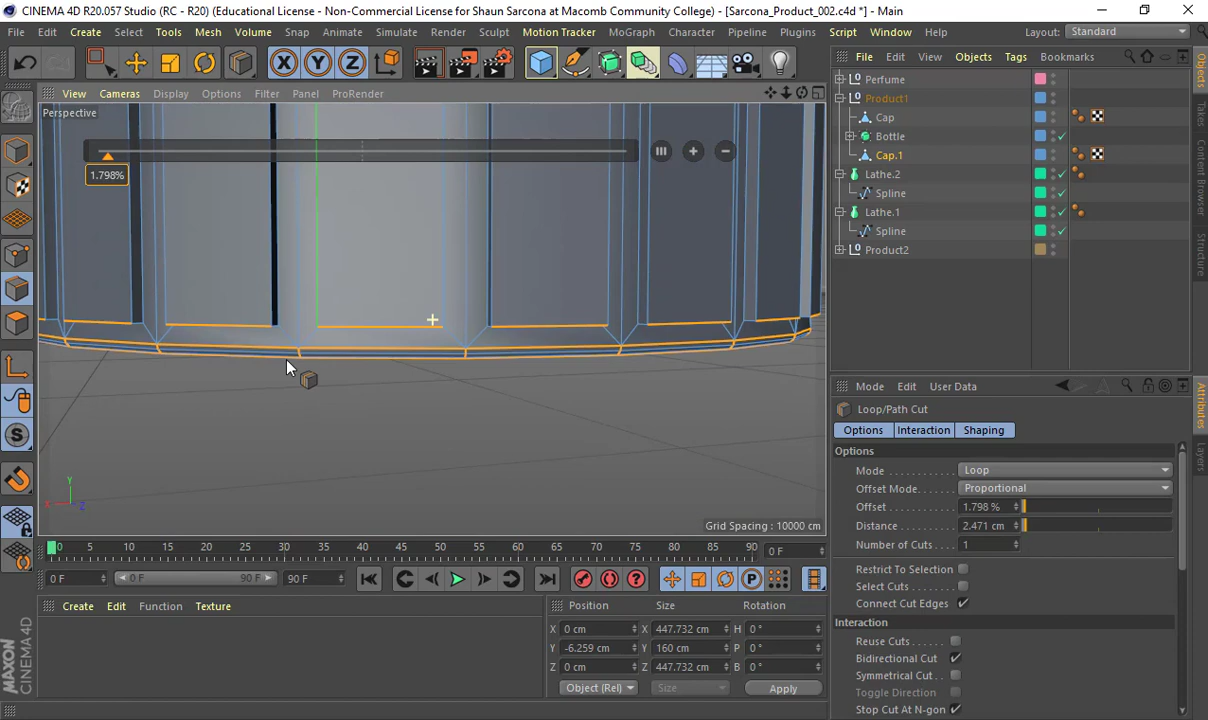 CINEMA 4D R20.057 Studio (RC - R20) (Educational License - Non-Commercial License for Shaun Sarcona at Macomb Community College) - [Sarcona_Product_002.c4d *] - Main
File Edit Create Select Tools Mesh Volume Snap Animate Simulate Render Sculpt Motion Tracker MoGraph Character Pipeline Plugins Script Window Help Layout: Standard
X Y Z
File Edit View Objects Tags Bookmarks
View Cameras Display Options Filter Panel ProRender
Perspective
1.798%
Perfume
Product1
Cap
Bottle
Cap.1
Lathe.2
Spline
Lathe.1
Spline
Product2
Objects
Takes
Content Browser
Structure
Mode Edit User Data
Loop/Path Cut
Options Interaction Shaping
Options
Mode Loop
Offset Mode Proportional
Offset 1.798 %
Distance 2.471 cm
Number of Cuts 1
Restrict To Selection
Select Cuts
Connect Cut Edges
Interaction
Reuse Cuts
Bidirectional Cut
Symmetrical Cut
Toggle Direction
Stop Cut At N-gon
Attributes
Layers
S
Y
X Z
Grid Spacing : 10000 cm
0 5 10 15 20 25 30 35 40 45 50 55 60 65 70 75 80 85 90 0 F
0 F 0 F 90 F 90 F
P
Create Edit Function Texture
Position Size Rotation
X 0 cm X 447.732 cm H 0 °
Y -6.259 cm Y 160 cm P 0 °
Z 0 cm Z 447.732 cm B 0 °
Object (Rel) Size Apply
MAXON CINEMA 4D